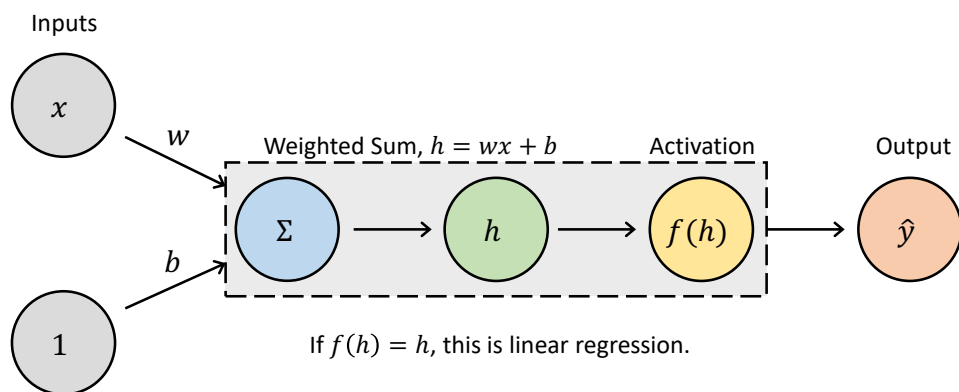 Inputs
x
w
Weighted Sum, h = wx + b
Activation
Output
Σ
h
f(h)
ŷ
b
1
If f(h) = h, this is linear regression.